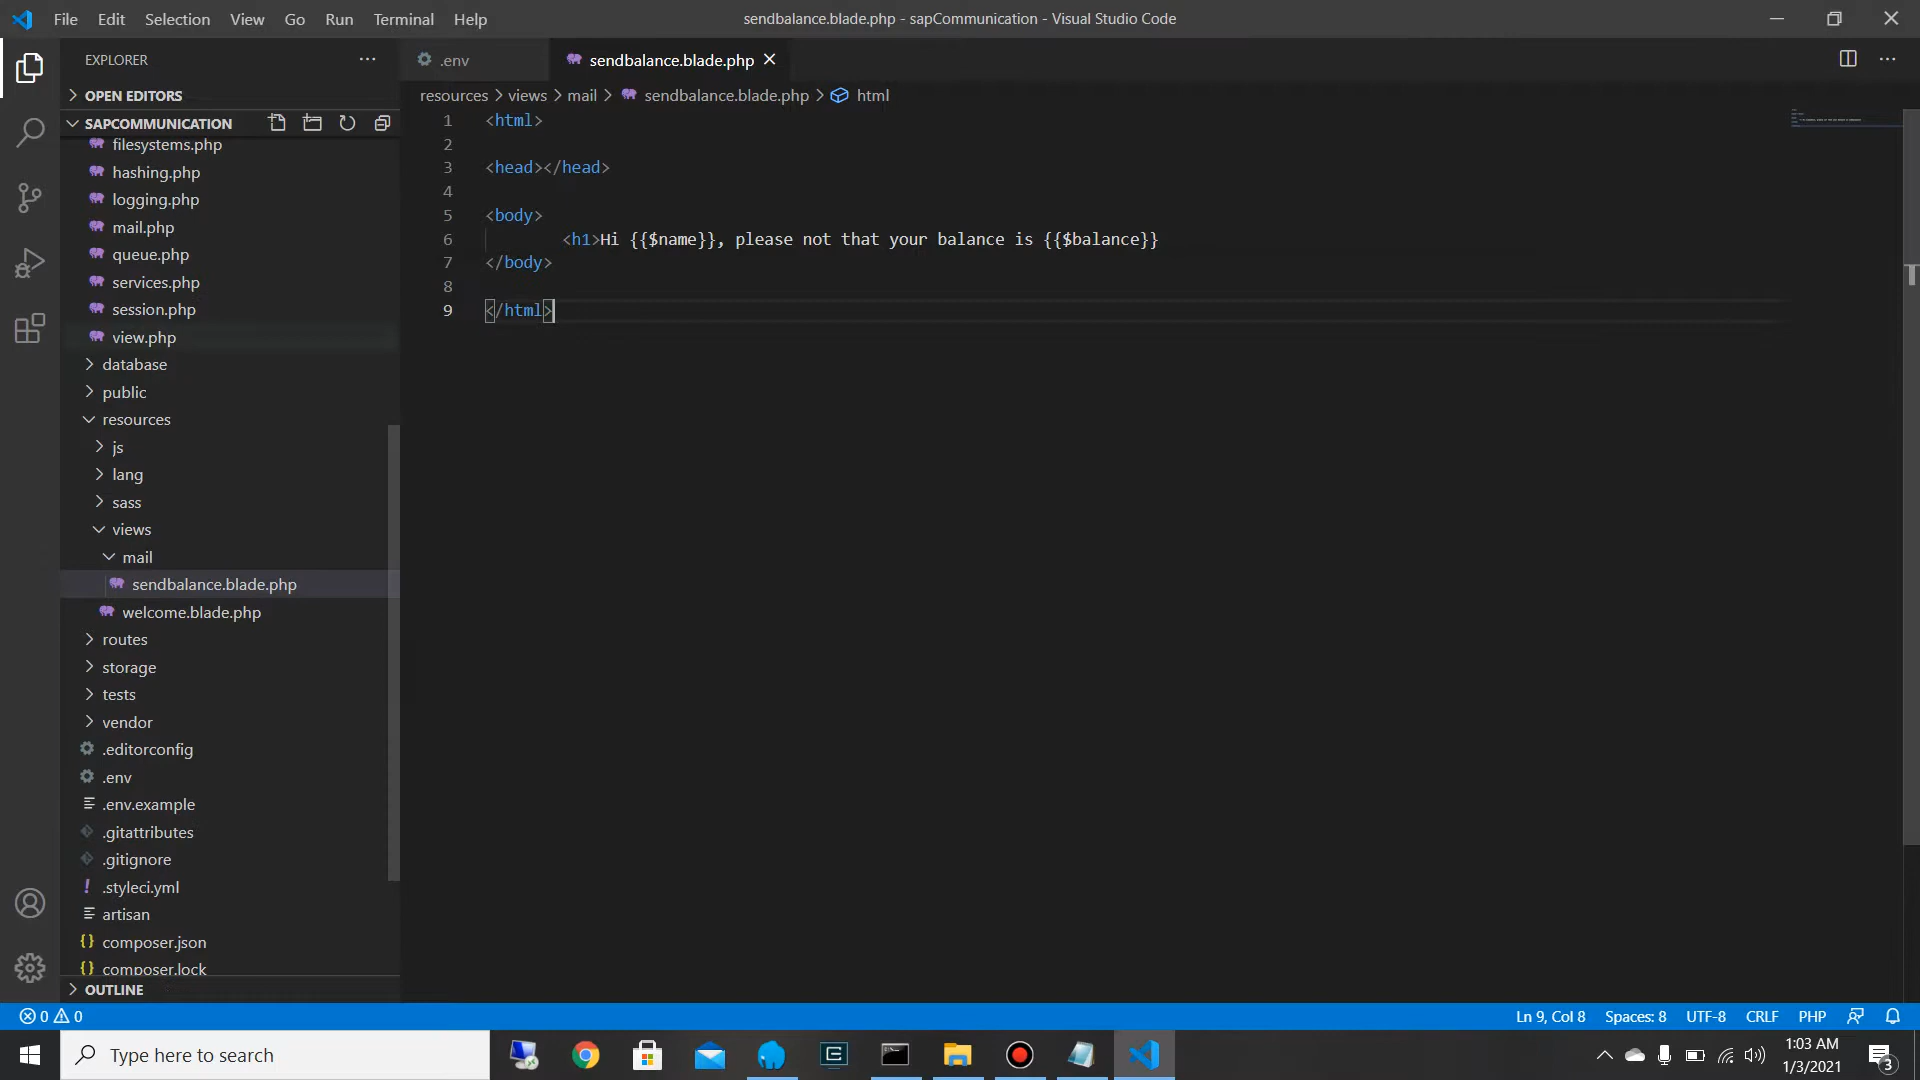 File Edit Selection View Go Run Terminal Help
sendbalance.blade.php - sapCommunication - Visual Studio Code
EXPLORER
.env
sendbalance.blade.php
OPEN EDITORS
resources > views > mail > sendbalance.blade.php > html
SAPCOMMUNICATION
filesystems.php
hashing.php
logging.php
mail.php
queue.php
services.php
session.php
view.php
database
public
resources
js
lang
sass
views
mail
sendbalance.blade.php
welcome.blade.php
routes
storage
tests
vendor
.editorconfig
.env
.env.example
.gitattributes
.gitignore
! .styleci.yml
artisan
{} composer.json
{} composer.lock
OUTLINE
1 <html>
2
3 <head></head>
4
5 <body>
6 <h1>Hi {{$name}}, please not that your balance is {{$balance}}
7 </body>
8
9 </html>
0 0
Ln 9, Col 8 Spaces: 8 UTF-8 CRLF PHP
Type here to search
1:03 AM
1/3/2021
3